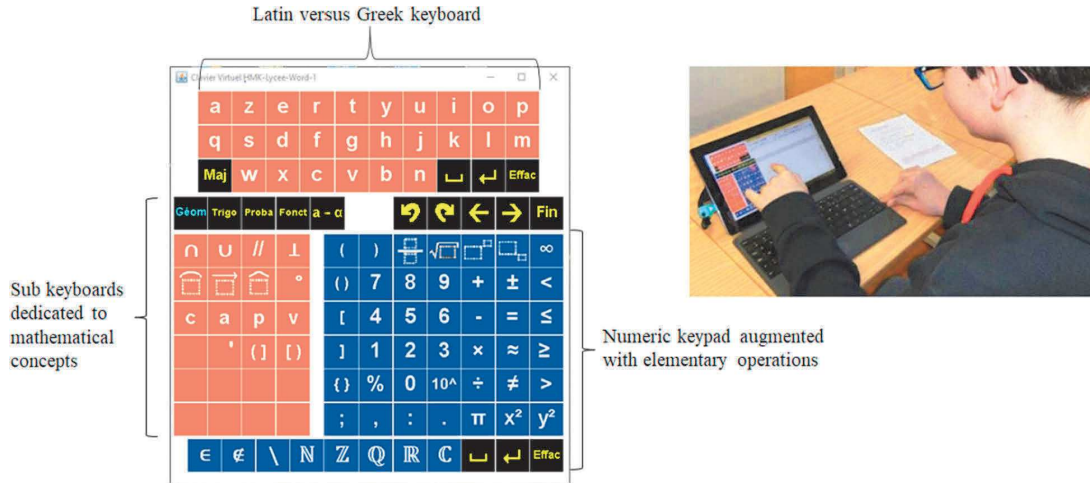 Latin versus Greek keyboard
Clavier Virtuel HMK-Lycee-Word-1
a z e r t y u i o p
q s d f g h j k l m
Maj w x c v b n ⌴ ↵ Effac
Géom Trigo Proba Fonct a - α ↶ ↷ ← → Fin
∩ ∪ // ⊥ ( ) √ ∞
° ( ) 7 8 9 + ± <
c a p v [ 4 5 6 - = ≤
' ( ] [ ) ] 1 2 3 × ≈ ≥
{ } % 0 10^ ÷ ≠ >
; , : . π x² y²
∈ ∉ \ ℕ ℤ ℚ ℝ ℂ ⌴ ↵ Effac
Sub keyboards
dedicated to
mathematical
concepts
Numeric keypad augmented
with elementary operations